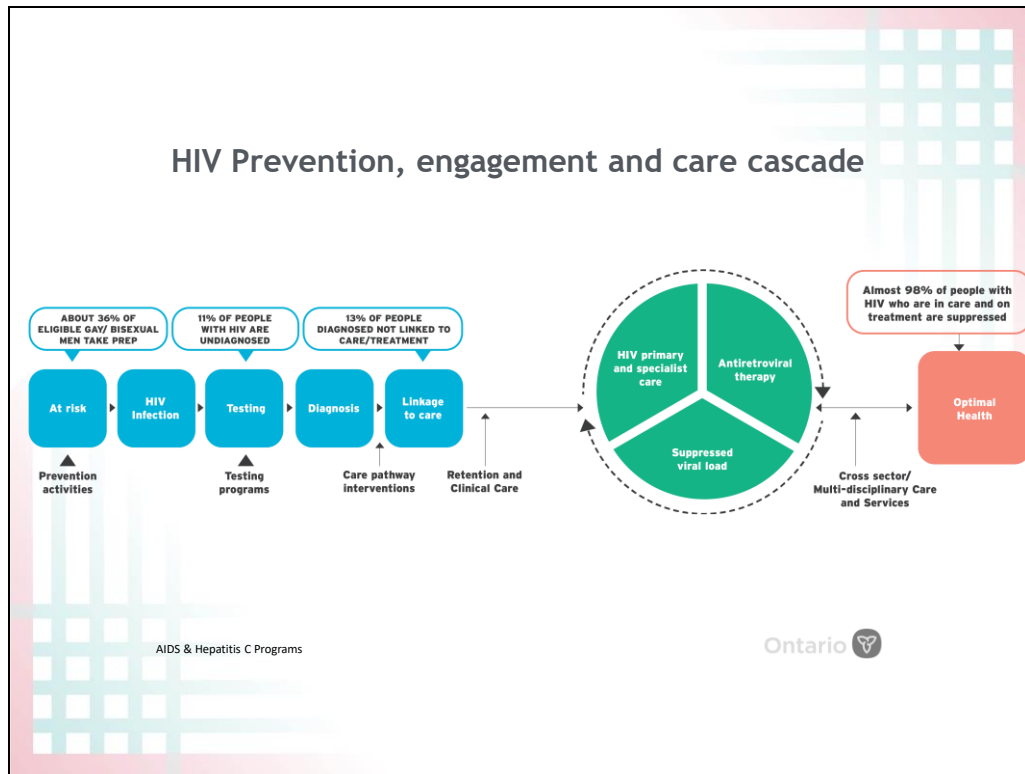 HIV Prevention, engagement and care cascade
ABOUT 36% OF
ELIGIBLE GAY/ BISEXUAL
MEN TAKE PREP
11% OF PEOPLE
WITH HIV ARE
UNDIAGNOSED
13% OF PEOPLE
DIAGNOSED NOT LINKED TO
CARE/TREATMENT
Almost 98% of people with
HIV who are in care and on
treatment are suppressed
At risk
HIV
Infection
Testing
Diagnosis
Linkage
to care
HIV primary
and specialist
care
Antiretroviral
therapy
Suppressed
viral load
Optimal
Health
Prevention
activities
Testing
programs
Care pathway
interventions
Retention and
Clinical Care
Cross sector/
Multi-disciplinary Care
and Services
AIDS & Hepatitis C Programs
Ontario